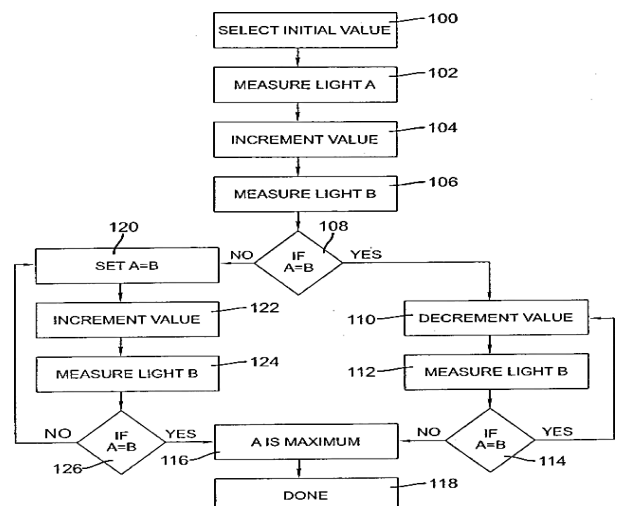 SELECT INITIAL VALUE
100
MEASURE LIGHT A
102
INCREMENT VALUE
104
MEASURE LIGHT B
106
108
IF
A=B
NO
YES
120
SET A=B
INCREMENT VALUE
122
110
DECREMENT VALUE
MEASURE LIGHT B
124
112
MEASURE LIGHT B
NO
IF
A=B
YES
126
116
A IS MAXIMUM
NO
IF
A=B
YES
114
DONE
118